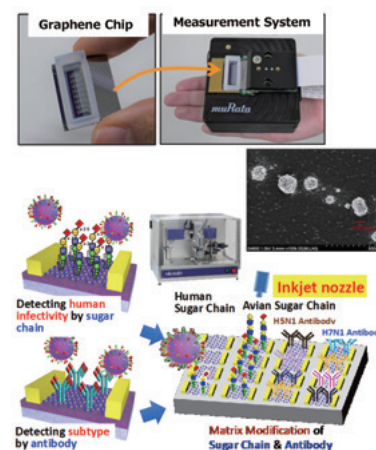 Graphene Chip
Measurement System
muRata
Detecting human
infectivity by sugar
chain
Human
Sugar Chain
Avian Sugar Chain
Inkjet nozzle
H5N1 Antibody
H7N1 Antibody
Detecting subtype
by antibody
Matrix Modification of
Sugar Chain & Antibody